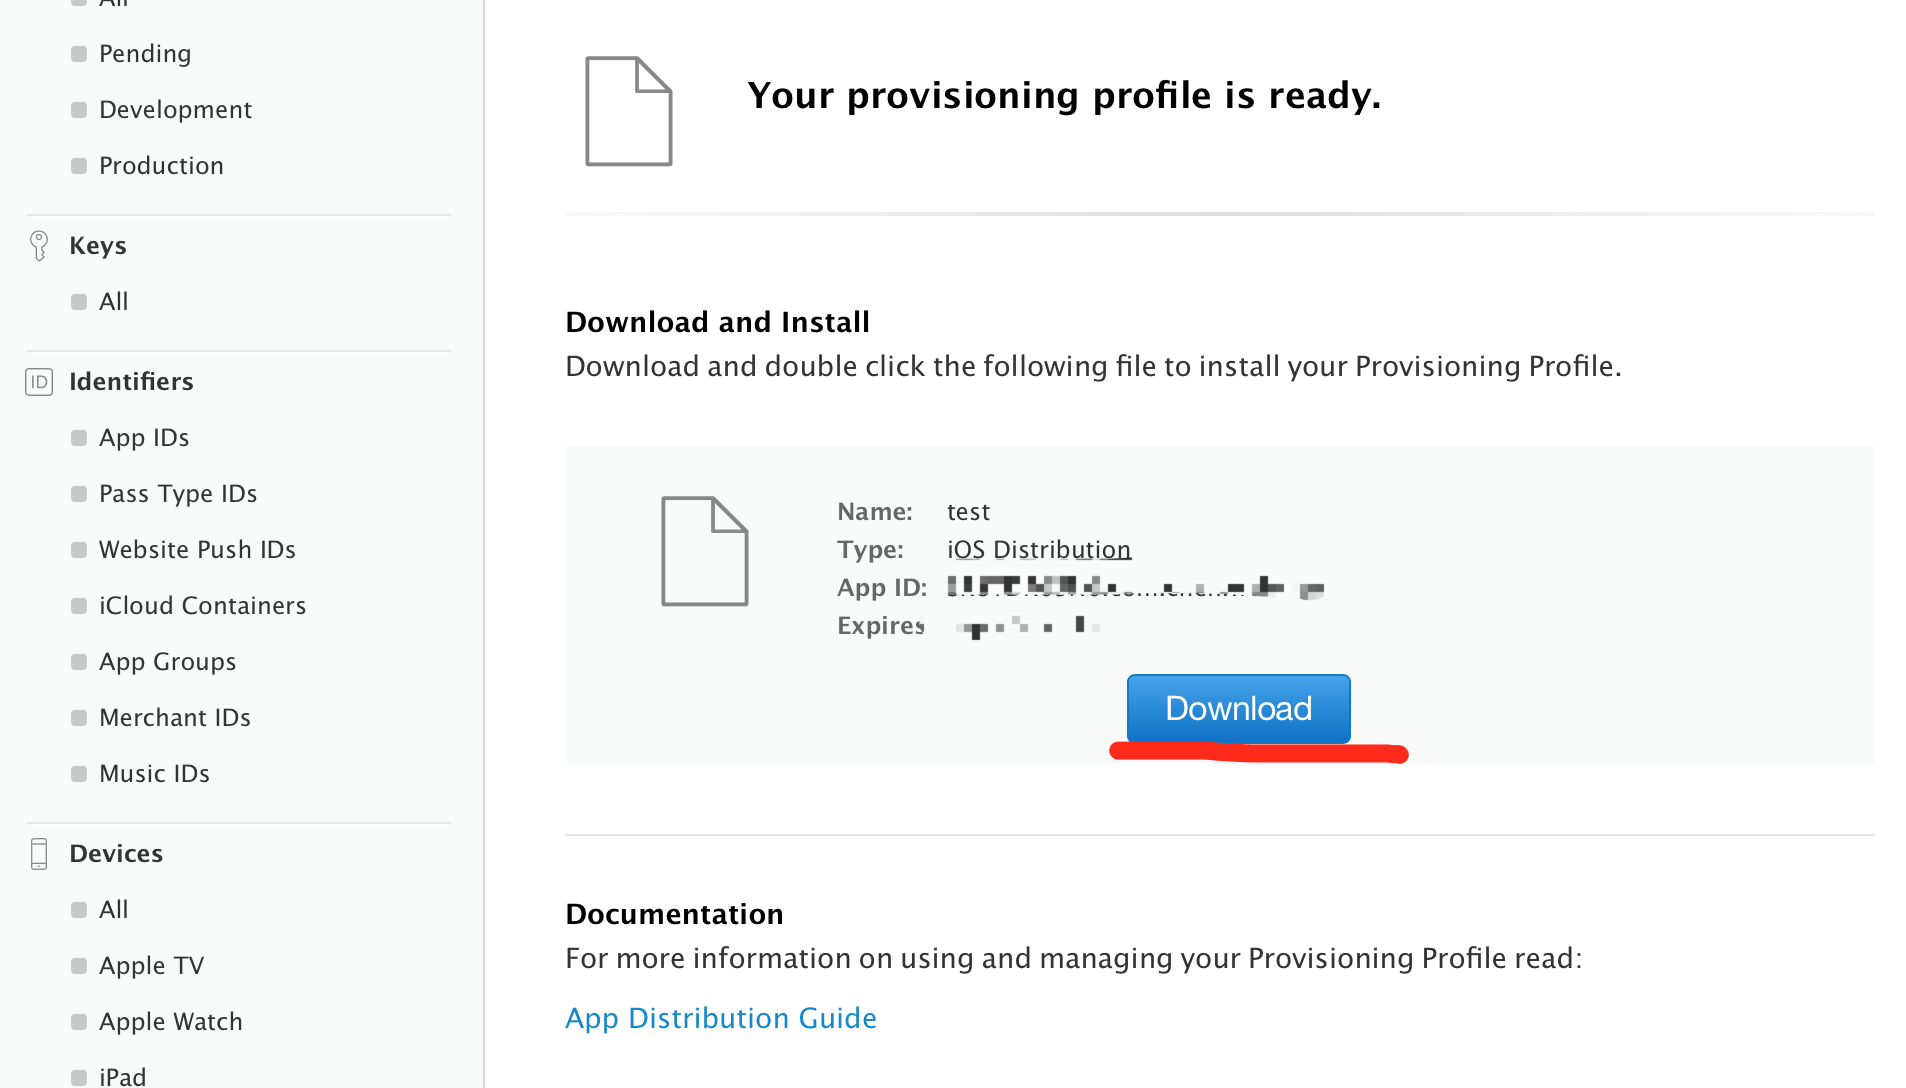 All
Pending
Development
Production
Keys
All
ID Identifiers
App IDs
Pass Type IDs
Website Push IDs
iCloud Containers
App Groups
Merchant IDs
Music IDs
Devices
All
Apple TV
Apple Watch
iPad
Your provisioning profile is ready.
Download and Install
Download and double click the following file to install your Provisioning Profile.
Name: test
Type: iOS Distribution
App ID:
Expires
Download
Documentation
For more information on using and managing your Provisioning Profile read:
App Distribution Guide